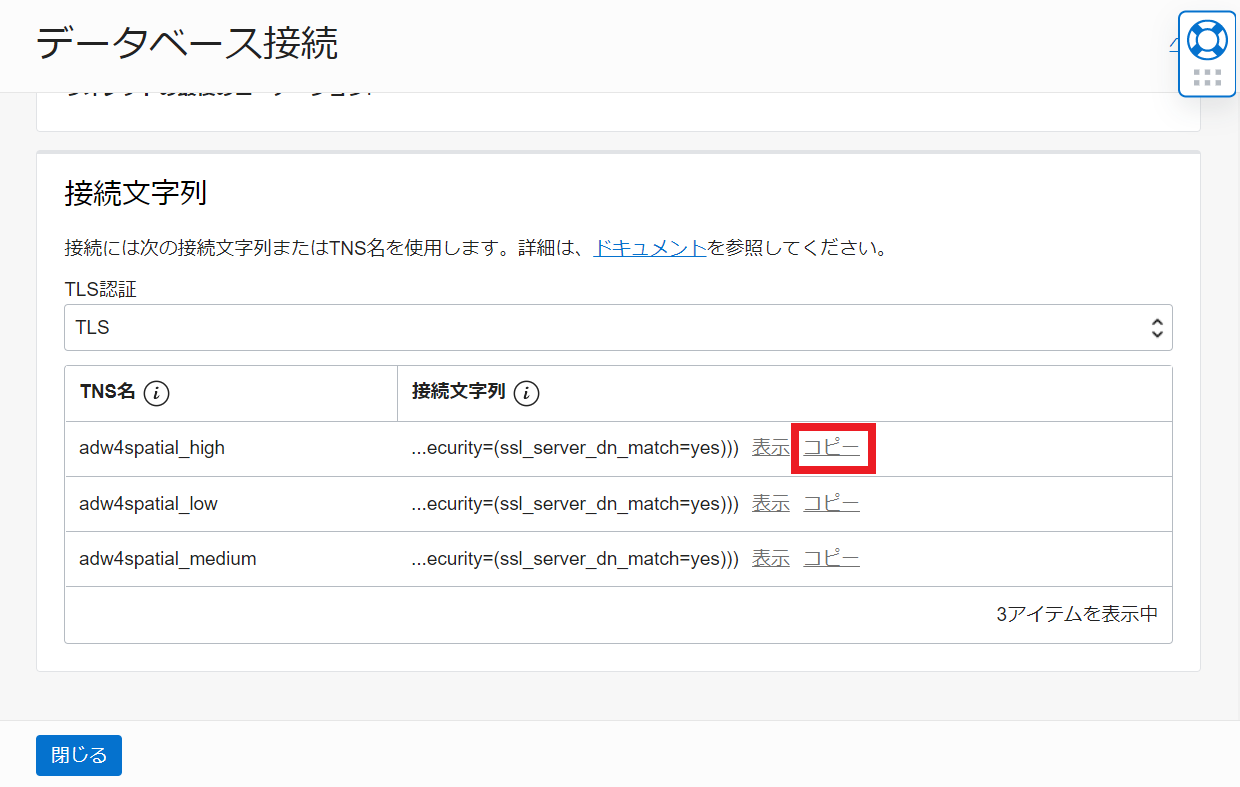 データベース接続
接続文字列
接続には次の接続文字列またはTNS名を使用します。詳細は、ドキュメントを参照してください。
TLS認証
TLS
TNS名 接続文字列
adw4spatial_high ...ecurity=(ssl_server_dn_match=yes))) 表示 コピー
adw4spatial_low ...ecurity=(ssl_server_dn_match=yes))) 表示 コピー
adw4spatial_medium ...ecurity=(ssl_server_dn_match=yes))) 表示 コピー
3アイテムを表示中
閉じる